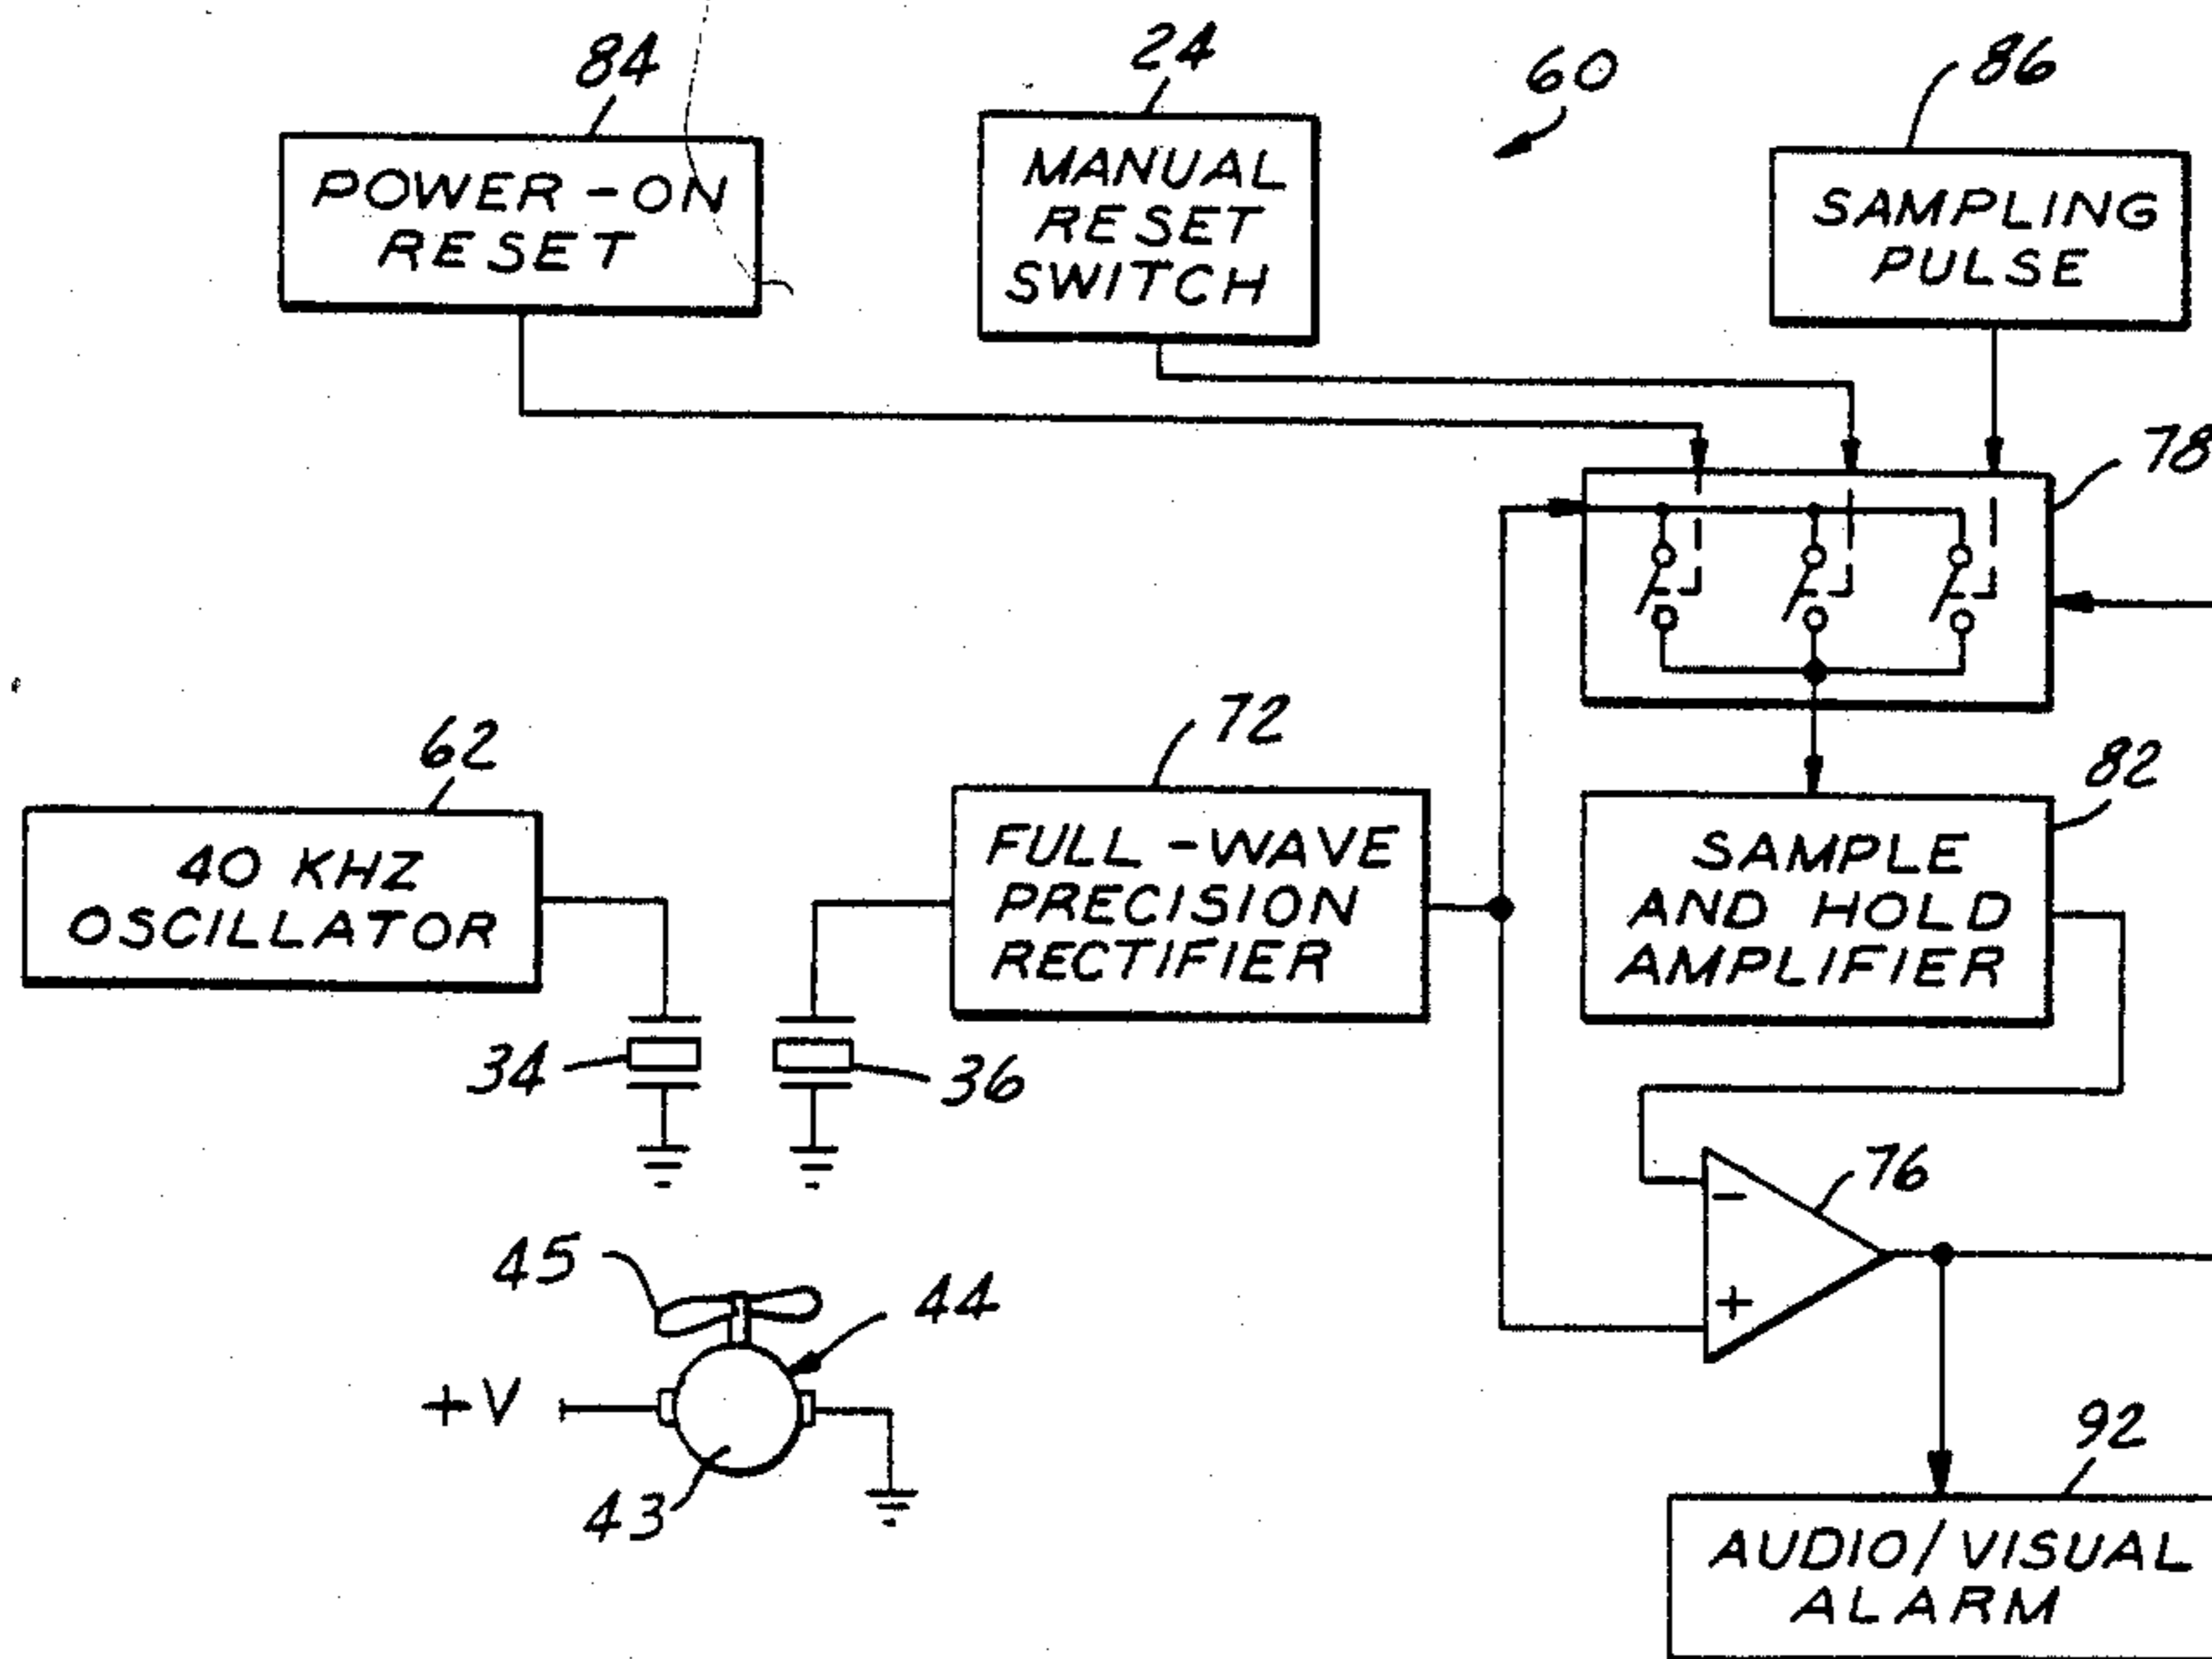 84
24
60
86
POWER-ON
RESET
MANUAL
RESET
SWITCH
SAMPLING
PULSE
78
62
72
82
40 KHZ
OSCILLATOR
FULL-WAVE
PRECISION
RECTIFIER
SAMPLE
AND HOLD
AMPLIFIER
34
36
76
−
+
45
44
+V
43
92
AUDIO/VISUAL
ALARM